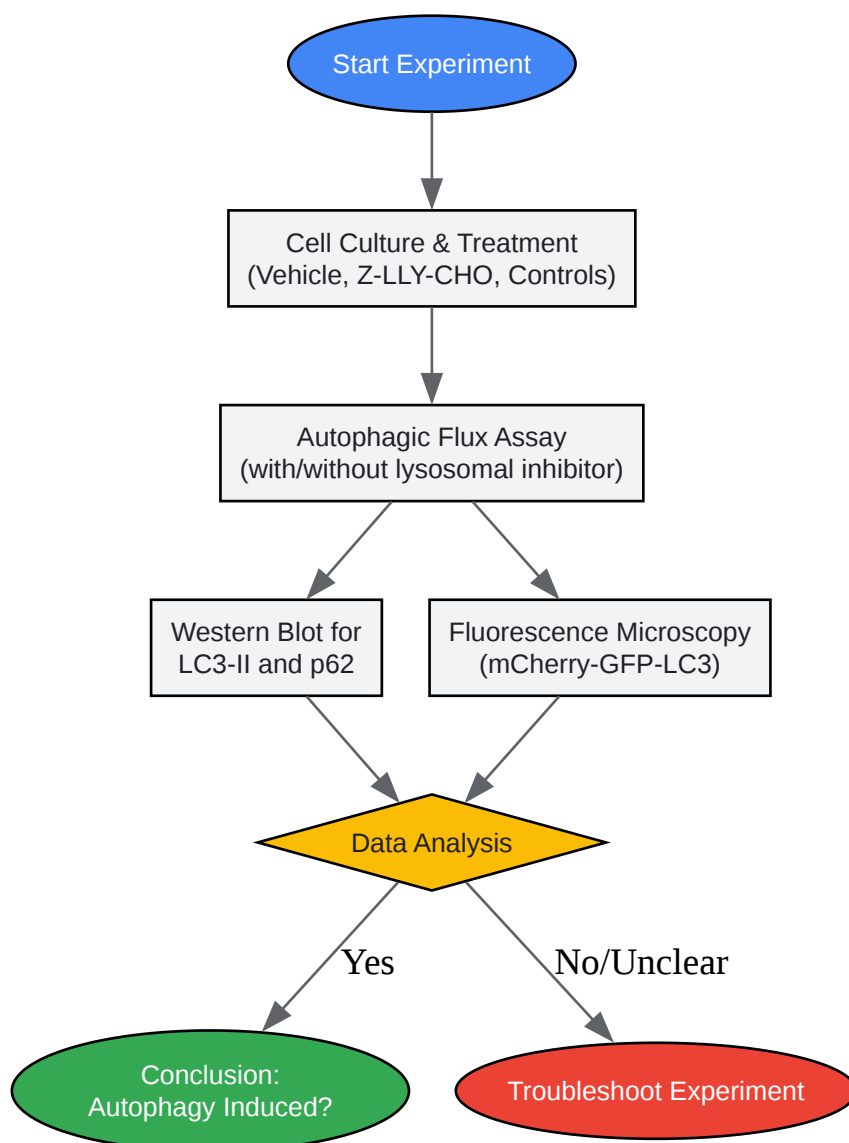 Start Experiment
Cell Culture & Treatment
(Vehicle, Z-LLY-CHO, Controls)
Autophagic Flux Assay
(with/without lysosomal inhibitor)
Western Blot for
LC3-II and p62
Fluorescence Microscopy
(mCherry-GFP-LC3)
Data Analysis
Yes
No/Unclear
Conclusion:
Autophagy Induced?
Troubleshoot Experiment